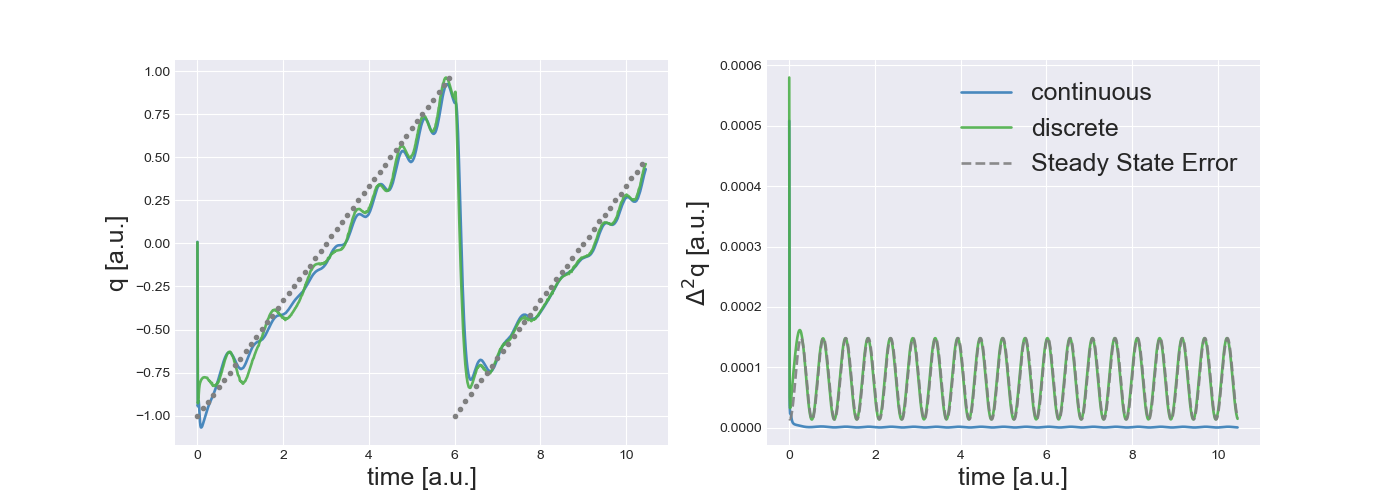 1.00
0.75
0.50
0.25
0.00
−0.25
−0.50
−0.75
−1.00
q [a.u.]
0 2 4 6 8 10
time [a.u.]
0.0006
0.0005
0.0004
0.0003
0.0002
0.0001
0.0000
Δ²q [a.u.]
continuous
discrete
Steady State Error
0 2 4 6 8 10
time [a.u.]